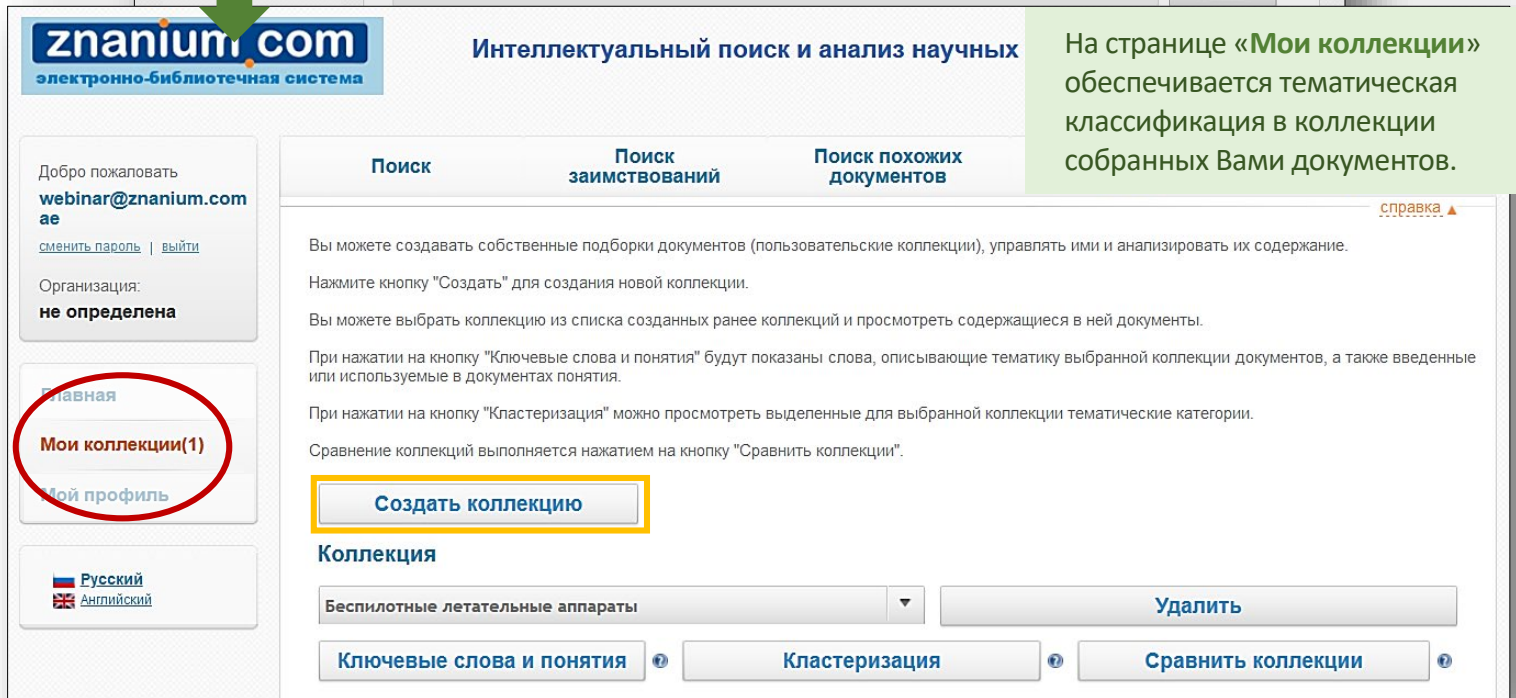 znanium.com
электронно-библиотечная система
Интеллектуальный поиск и анализ научных
На странице «Мои коллекции»
обеспечивается тематическая
классификация в коллекции
собранных Вами документов.
Добро пожаловать
webinar@znanium.com
ae
сменить пароль | выйти
Организация:
не определена
Главная
Мои коллекции(1)
Мой профиль
Русский
Английский
Поиск
Поиск
заимствований
Поиск похожих
документов
справка ▲
Вы можете создавать собственные подборки документов (пользовательские коллекции), управлять ими и анализировать их содержание.
Нажмите кнопку "Создать" для создания новой коллекции.
Вы можете выбрать коллекцию из списка созданных ранее коллекций и просмотреть содержащиеся в ней документы.
При нажатии на кнопку "Ключевые слова и понятия" будут показаны слова, описывающие тематику выбранной коллекции документов, а также введенные
или используемые в документах понятия.
При нажатии на кнопку "Кластеризация" можно просмотреть выделенные для выбранной коллекции тематические категории.
Сравнение коллекций выполняется нажатием на кнопку "Сравнить коллекции".
Создать коллекцию
Коллекция
Беспилотные летательные аппараты ▼
Удалить
Ключевые слова и понятия ?
Кластеризация ?
Сравнить коллекции ?